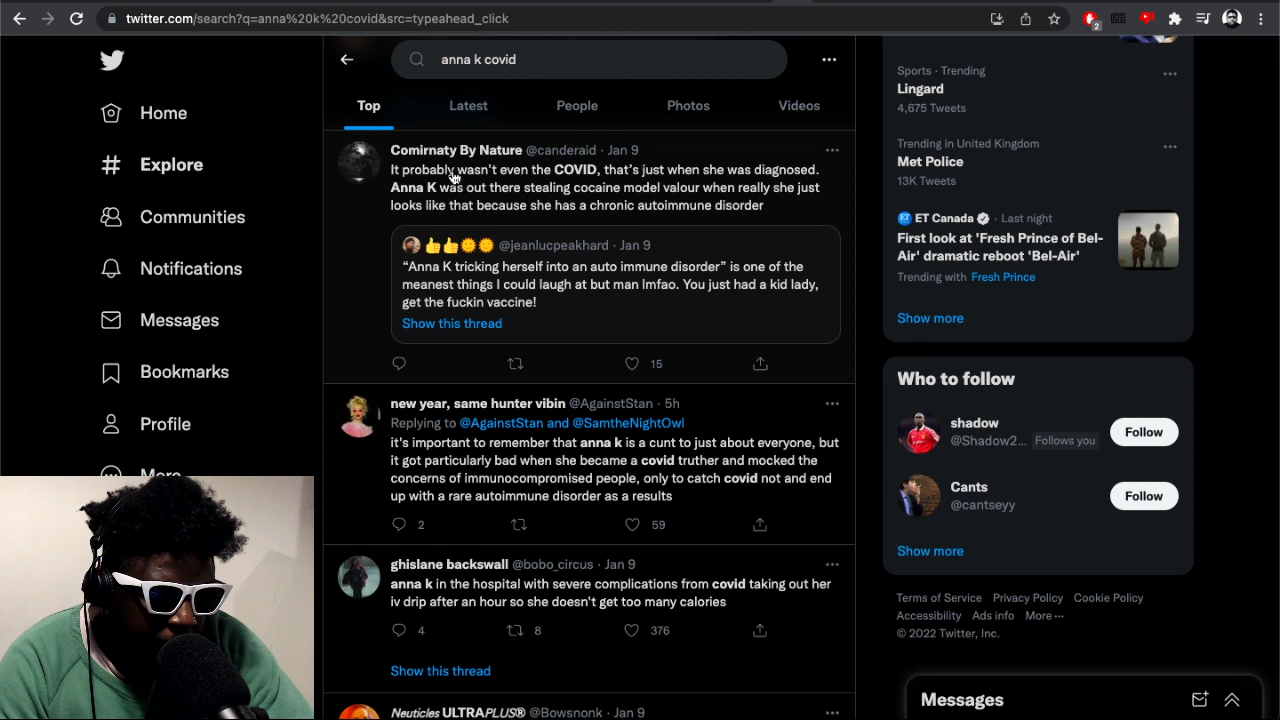 twitter.com/search?q=anna%20k%20covid&src=typeahead_click
2
Home
Explore
Communities
Notifications
Messages
Bookmarks
Profile
More
anna k covid
Top Latest People Photos Videos
Comirnaty By Nature @canderaid · Jan 9
It probably wasn't even the COVID, that's just when she was diagnosed.
Anna K was out there stealing cocaine model valour when really she just
looks like that because she has a chronic autoimmune disorder
👍👍🌞🌞 @jeanlucpeakhard · Jan 9
“Anna K tricking herself into an auto immune disorder” is one of the
meanest things I could laugh at but man lmfao. You just had a kid lady,
get the fuckin vaccine!
Show this thread
15
new year, same hunter vibin @AgainstStan · 5h
Replying to @AgainstStan and @SamtheNightOwl
it's important to remember that anna k is a cunt to just about everyone, but
it got particularly bad when she became a covid truther and mocked the
concerns of immunocompromised people, only to catch covid not and end
up with a rare autoimmune disorder as a results
2 59
ghislane backswall @bobo_circus · Jan 9
anna k in the hospital with severe complications from covid taking out her
iv drip after an hour so she doesn't get too many calories
4 8 376
Show this thread
Neuticles ULTRAPLUS® @Bowsnonk · Jan 9
Sports · Trending
Lingard
4,675 Tweets
Trending in United Kingdom
Met Police
13K Tweets
ET ET Canada · Last night
First look at 'Fresh Prince of Bel-
Air' dramatic reboot 'Bel-Air'
Trending with Fresh Prince
Show more
Who to follow
shadow
@Shadow2... Follows you
Follow
Cants
@cantseyy
Follow
Show more
Terms of Service Privacy Policy Cookie Policy
Accessibility Ads info More ···
© 2022 Twitter, Inc.
Messages